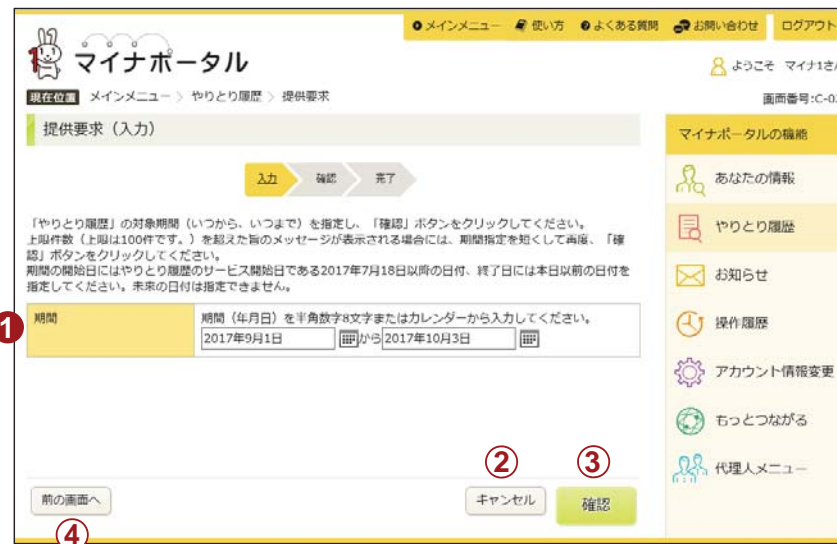 メインメニュー 使い方 よくある質問 お問い合わせ ログアウト
マイナポータル
ようこそ マイナ1さん
現在位置 メインメニュー > やりとり履歴 > 提供要求
画面番号:C-0
提供要求（入力）
マイナポータルの機能
入力 確認 完了
あなたの情報
「やりとり履歴」の対象期間（いつから、いつまで）を指定し、「確認」ボタンをクリックしてください。
上限件数（上限は100件です。）を超えた旨のメッセージが表示される場合には、期間指定を短くして再度、「確
認」ボタンをクリックしてください。
期間の開始日にはやりとり履歴のサービス開始日である2017年7月18日以降の日付、終了日には本日以前の日付を
指定してください。未来の日付は指定できません。
やりとり履歴
お知らせ
1 期間 期間（年月日）を半角数字8文字またはカレンダーから入力してください。
2017年9月1日 から 2017年10月3日
操作履歴
アカウント情報変更
もっとつながる
代理人メニュー
② ③
前の画面へ キャンセル 確認
④